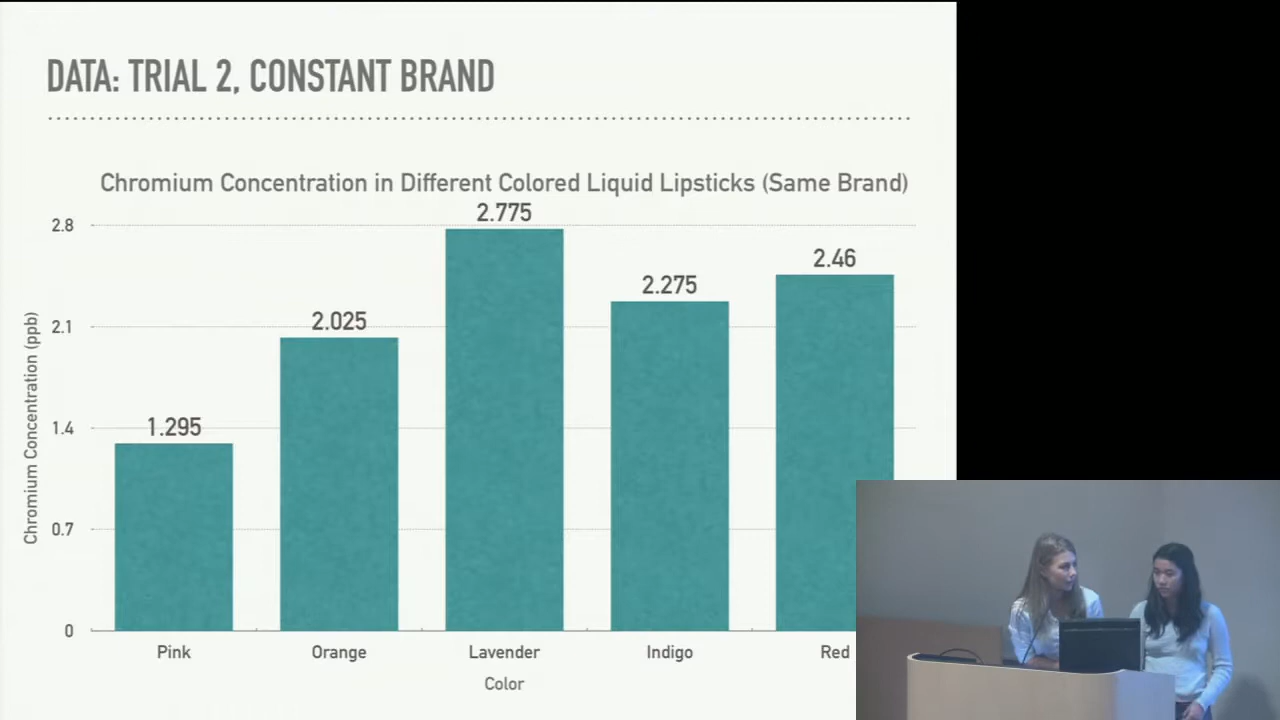 DATA: TRIAL 2, CONSTANT BRAND
Chromium Concentration in Different Colored Liquid Lipsticks (Same Brand)
Chromium Concentration (ppb)
2.8
2.1
1.4
0.7
0
1.295
2.025
2.775
2.275
2.46
Pink
Orange
Lavender
Indigo
Red
Color